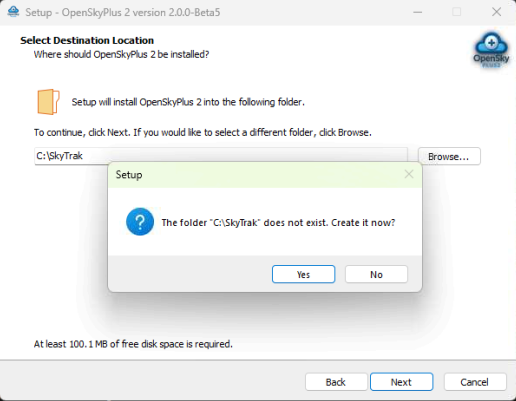 Setup - OpenSkyPlus 2 version 2.0.0-Beta5
Select Destination Location
Where should OpenSkyPlus 2 be installed?
OpenSky
PLUS2
Setup will install OpenSkyPlus 2 into the following folder.
To continue, click Next. If you would like to select a different folder, click Browse.
C:\SkyTrak
Browse...
Setup
The folder "C:\SkyTrak" does not exist. Create it now?
Yes
No
At least 100.1 MB of free disk space is required.
Back
Next
Cancel